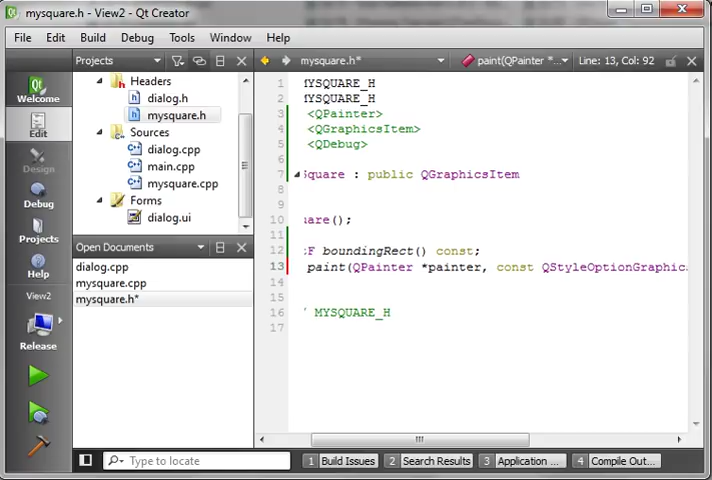 mysquare.h - View2 - Qt Creator
File Edit Build Debug Tools Window Help
Projects
mysquare.h*
paint(QPainter *...
Line: 13, Col: 92
Welcome
Edit
Design
Debug
Projects
Help
View2
Release
Headers
dialog.h
mysquare.h
Sources
dialog.cpp
main.cpp
mysquare.cpp
Forms
dialog.ui
Open Documents
dialog.cpp
mysquare.cpp
mysquare.h*
1 MYSQUARE_H
2 MYSQUARE_H
3 <QPainter>
4 <QGraphicsItem>
5 <QDebug>
6
7 Square : public QGraphicsItem
8
9
10 uare();
11
12 F boundingRect() const;
13 paint(QPainter *painter, const QStyleOptionGraphics
14
15
16 / MYSQUARE_H
17
Type to locate
1 Build Issues
2 Search Results
3 Application ...
4 Compile Out...